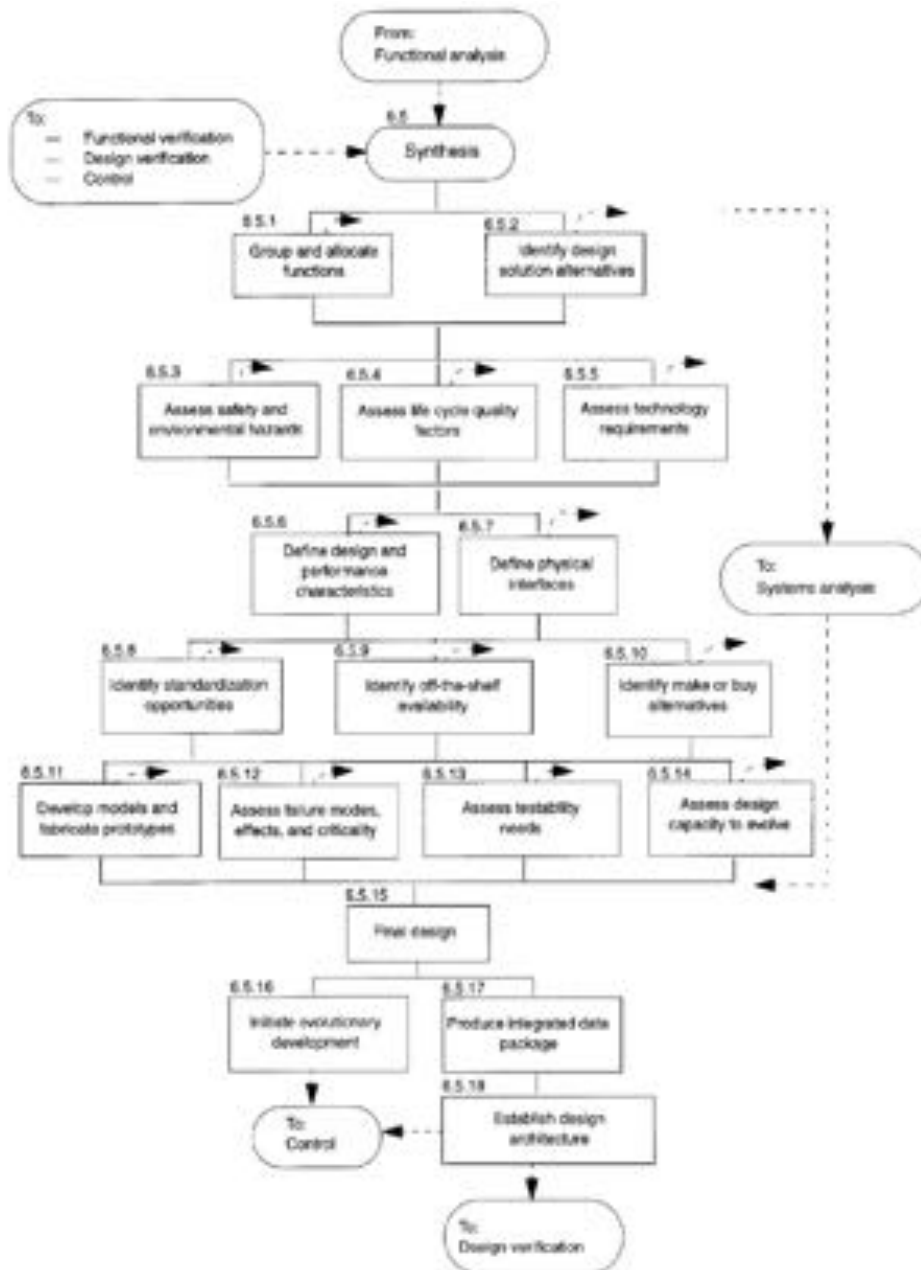 From:
Functional analysis
To:
— Functional verification
— Design verification
— Control
6.5
Synthesis
6.5.1
Group and allocate
functions
6.5.2
Identify design
solution alternatives
6.5.3
Assess safety and
environmental hazards
6.5.4
Assess life cycle quality
factors
6.5.5
Assess technology
requirements
6.5.6
Define design and
performance
characteristics
6.5.7
Define physical
interfaces
To:
Systems analysis
6.5.8
Identify standardization
opportunities
6.5.9
Identify off-the-shelf
availability
6.5.10
Identify make or buy
alternatives
6.5.11
Develop models and
fabricate prototypes
6.5.12
Assess failure modes,
effects, and criticality
6.5.13
Assess testability
needs
6.5.14
Assess design
capacity to evolve
6.5.15
Final design
6.5.16
Initiate evolutionary
development
6.5.17
Produce integrated data
package
6.5.18
Establish design
architecture
To:
Control
To:
Design verification